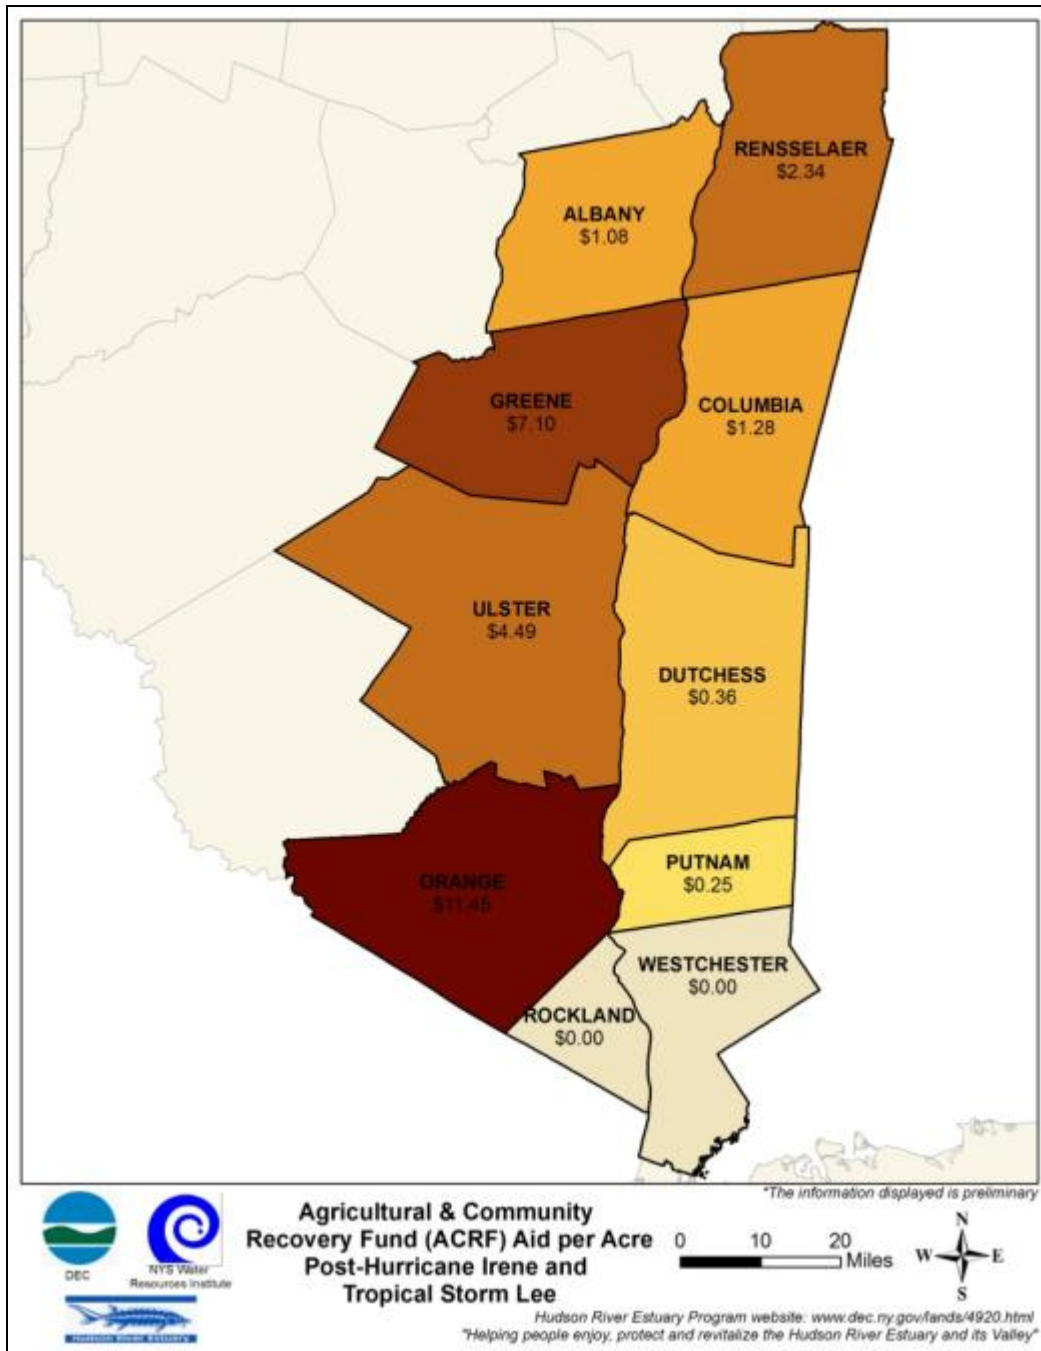 RENSSELAER
$2.34
ALBANY
$1.08
GREENE
$7.10
COLUMBIA
$1.28
ULSTER
$4.49
DUTCHESS
$0.36
PUTNAM
$0.25
ORANGE
$11.45
WESTCHESTER
$0.00
ROCKLAND
$0.00
*The information displayed is preliminary
DEC
NYS Water
Resources Institute
Hudson River Estuary
Agricultural & Community
Recovery Fund (ACRF) Aid per Acre
Post-Hurricane Irene and
Tropical Storm Lee
0 10 20
Miles
N
W E
S
Hudson River Estuary Program website: www.dec.ny.gov/lands/4920.html
"Helping people enjoy, protect and revitalize the Hudson River Estuary and its Valley"